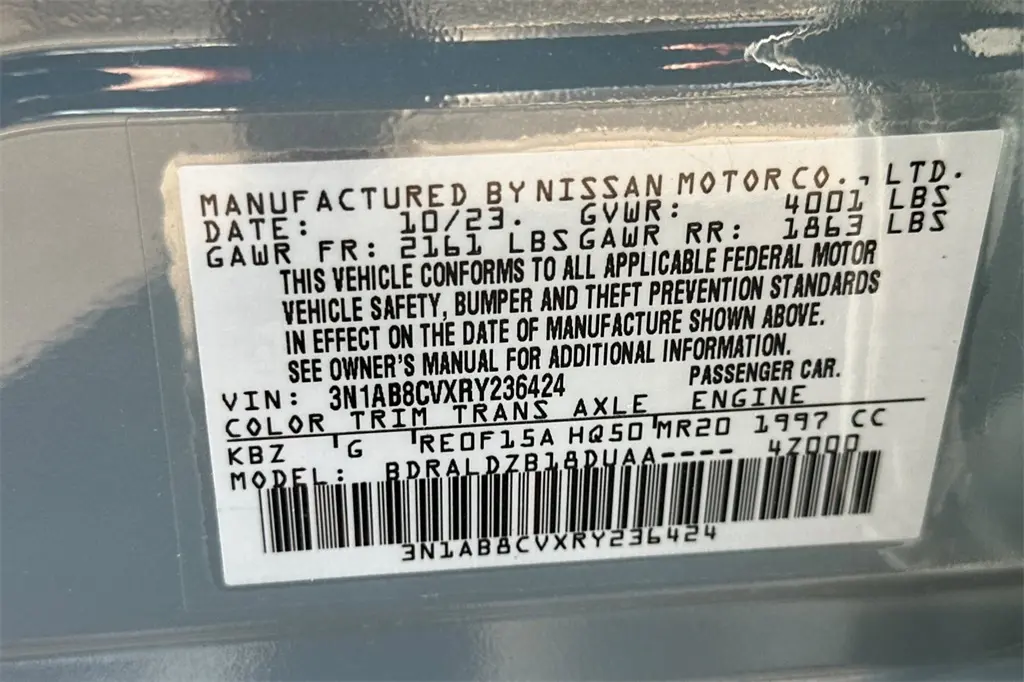 MANUFACTURED BY NISSAN MOTOR CO., LTD.
DATE: 10/23. GVWR: 4001 LBS
GAWR FR: 2161 LBS GAWR RR: 1863 LBS
THIS VEHICLE CONFORMS TO ALL APPLICABLE FEDERAL MOTOR
VEHICLE SAFETY, BUMPER AND THEFT PREVENTION STANDARDS
IN EFFECT ON THE DATE OF MANUFACTURE SHOWN ABOVE.
SEE OWNER'S MANUAL FOR ADDITIONAL INFORMATION.
VIN: 3N1AB8CVXRY236424 PASSENGER CAR.
COLOR TRIM TRANS AXLE ENGINE
KBZ G RE0F15A HQ50 MR20 1997 CC
MODEL: BDRALDZB18DUAA---- 4Z000
3N1AB8CVXRY236424